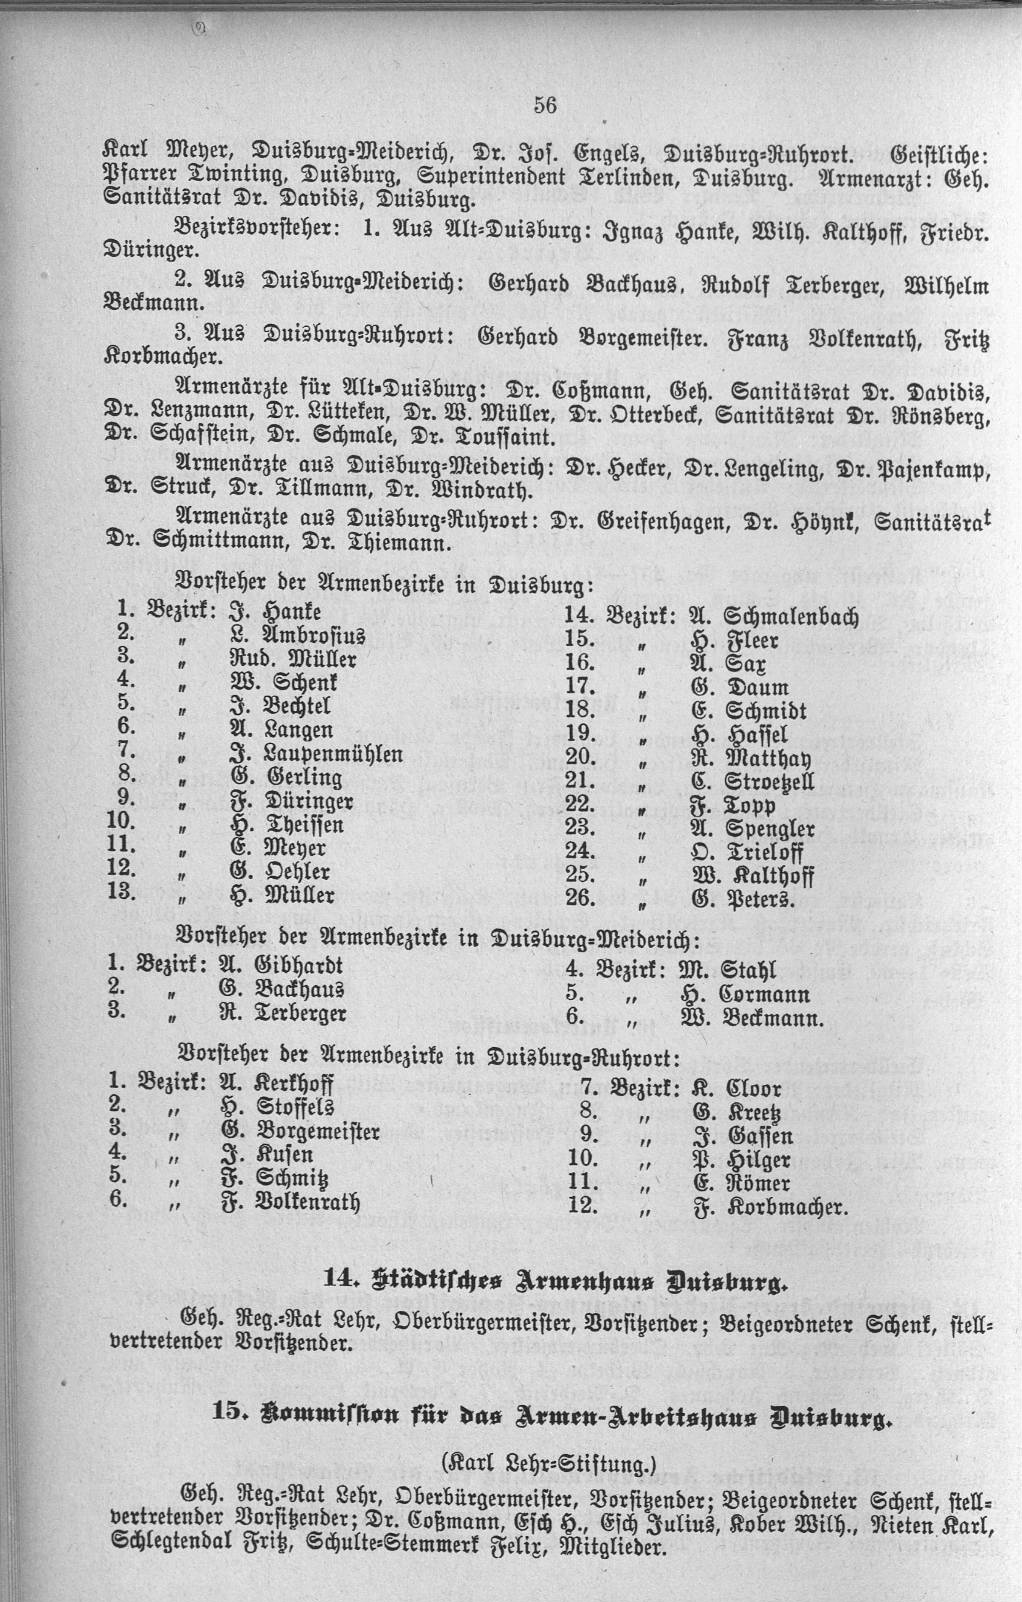 56
Karl Meyer, Duisburg-Meiderich, Dr. Jos. Engels, Duisburg-Ruhrort. Geistliche:
Pfarrer Twinting, Duisburg, Superintendent Terlinden, Duisburg. Armenarzt: Geh.
Sanitätsrat Dr. Davidis, Duisburg.
Bezirksvorsteher: 1. Aus Alt-Duisburg: Ignaz Hanke, Wilh. Kalthoff, Friedr.
Düringer.
2. Aus Duisburg-Meiderich: Gerhard Backhaus, Rudolf Terberger, Wilhelm
Beckmann.
3. Aus Duisburg-Ruhrort: Gerhard Borgemeister. Franz Volkenrath, Fritz
Korbmacher.
Armenärzte für Alt-Duisburg: Dr. Coßmann, Geh. Sanitätsrat Dr. Davidis,
Dr. Lenzmann, Dr. Lütteken, Dr. W. Müller, Dr. Otterbeck, Sanitätsrat Dr. Rönsberg,
Dr. Schafstein, Dr. Schmale, Dr. Toussaint.
Armenärzte aus Duisburg-Meiderich: Dr. Hecker, Dr. Lengeling, Dr. Pasenkamp,
Dr. Struck, Dr. Tillmann, Dr. Windrath.
Armenärzte aus Duisburg-Ruhrort: Dr. Greifenhagen, Dr. Höynk, Sanitätsrat
Dr. Schmittmann, Dr. Thiemann.
Vorsteher der Armenbezirke in Duisburg:
1. Bezirk: J. Hanke
2. „ L. Ambrosius
3. „ Rud. Müller
4. „ W. Schenk
5. „ J. Bechtel
6. „ A. Langen
7. „ J. Laupenmühlen
8. „ G. Gerling
9. „ F. Düringer
10. „ H. Theissen
11. „ E. Meyer
12. „ G. Oehler
13. „ H. Müller
14. Bezirk: A. Schmalenbach
15. „ H. Fleer
16. „ A. Sax
17. „ G. Daum
18. „ E. Schmidt
19. „ H. Hassel
20. „ R. Matthay
21. „ C. Stroetzell
22. „ F. Topp
23. „ A. Spengler
24. „ O. Trieloff
25. „ W. Kalthoff
26. „ G. Peters.
Vorsteher der Armenbezirke in Duisburg-Meiderich:
1. Bezirk: A. Gibhardt
2. „ G. Backhaus
3. „ R. Terberger
4. Bezirk: M. Stahl
5. „ H. Cormann
6. „ W. Beckmann.
Vorsteher der Armenbezirke in Duisburg-Ruhrort:
1. Bezirk: A. Kerkhoff
2. „ H. Stoffels
3. „ G. Borgemeister
4. „ J. Kusen
5. „ F. Schmitz
6. „ F. Volkenrath
7. Bezirk: K. Cloor
8. „ G. Kreetz
9. „ J. Gassen
10. „ P. Hilger
11. „ E. Römer
12. „ F. Korbmacher.
14. Städtisches Armenhaus Duisburg.
Geh. Reg.-Rat Lehr, Oberbürgermeister, Vorsitzender; Beigeordneter Schenk, stell-
vertretender Vorsitzender.
15. Kommission für das Armen-Arbeitshaus Duisburg.
(Karl Lehr-Stiftung.)
Geh. Reg.-Rat Lehr, Oberbürgermeister, Vorsitzender; Beigeordneter Schenk, stell-
vertretender Vorsitzender; Dr. Coßmann, Esch H., Esch Julius, Kober Wilh., Nieten Karl,
Schlegtendal Fritz, Schulte-Stemmerk Felix, Mitglieder.